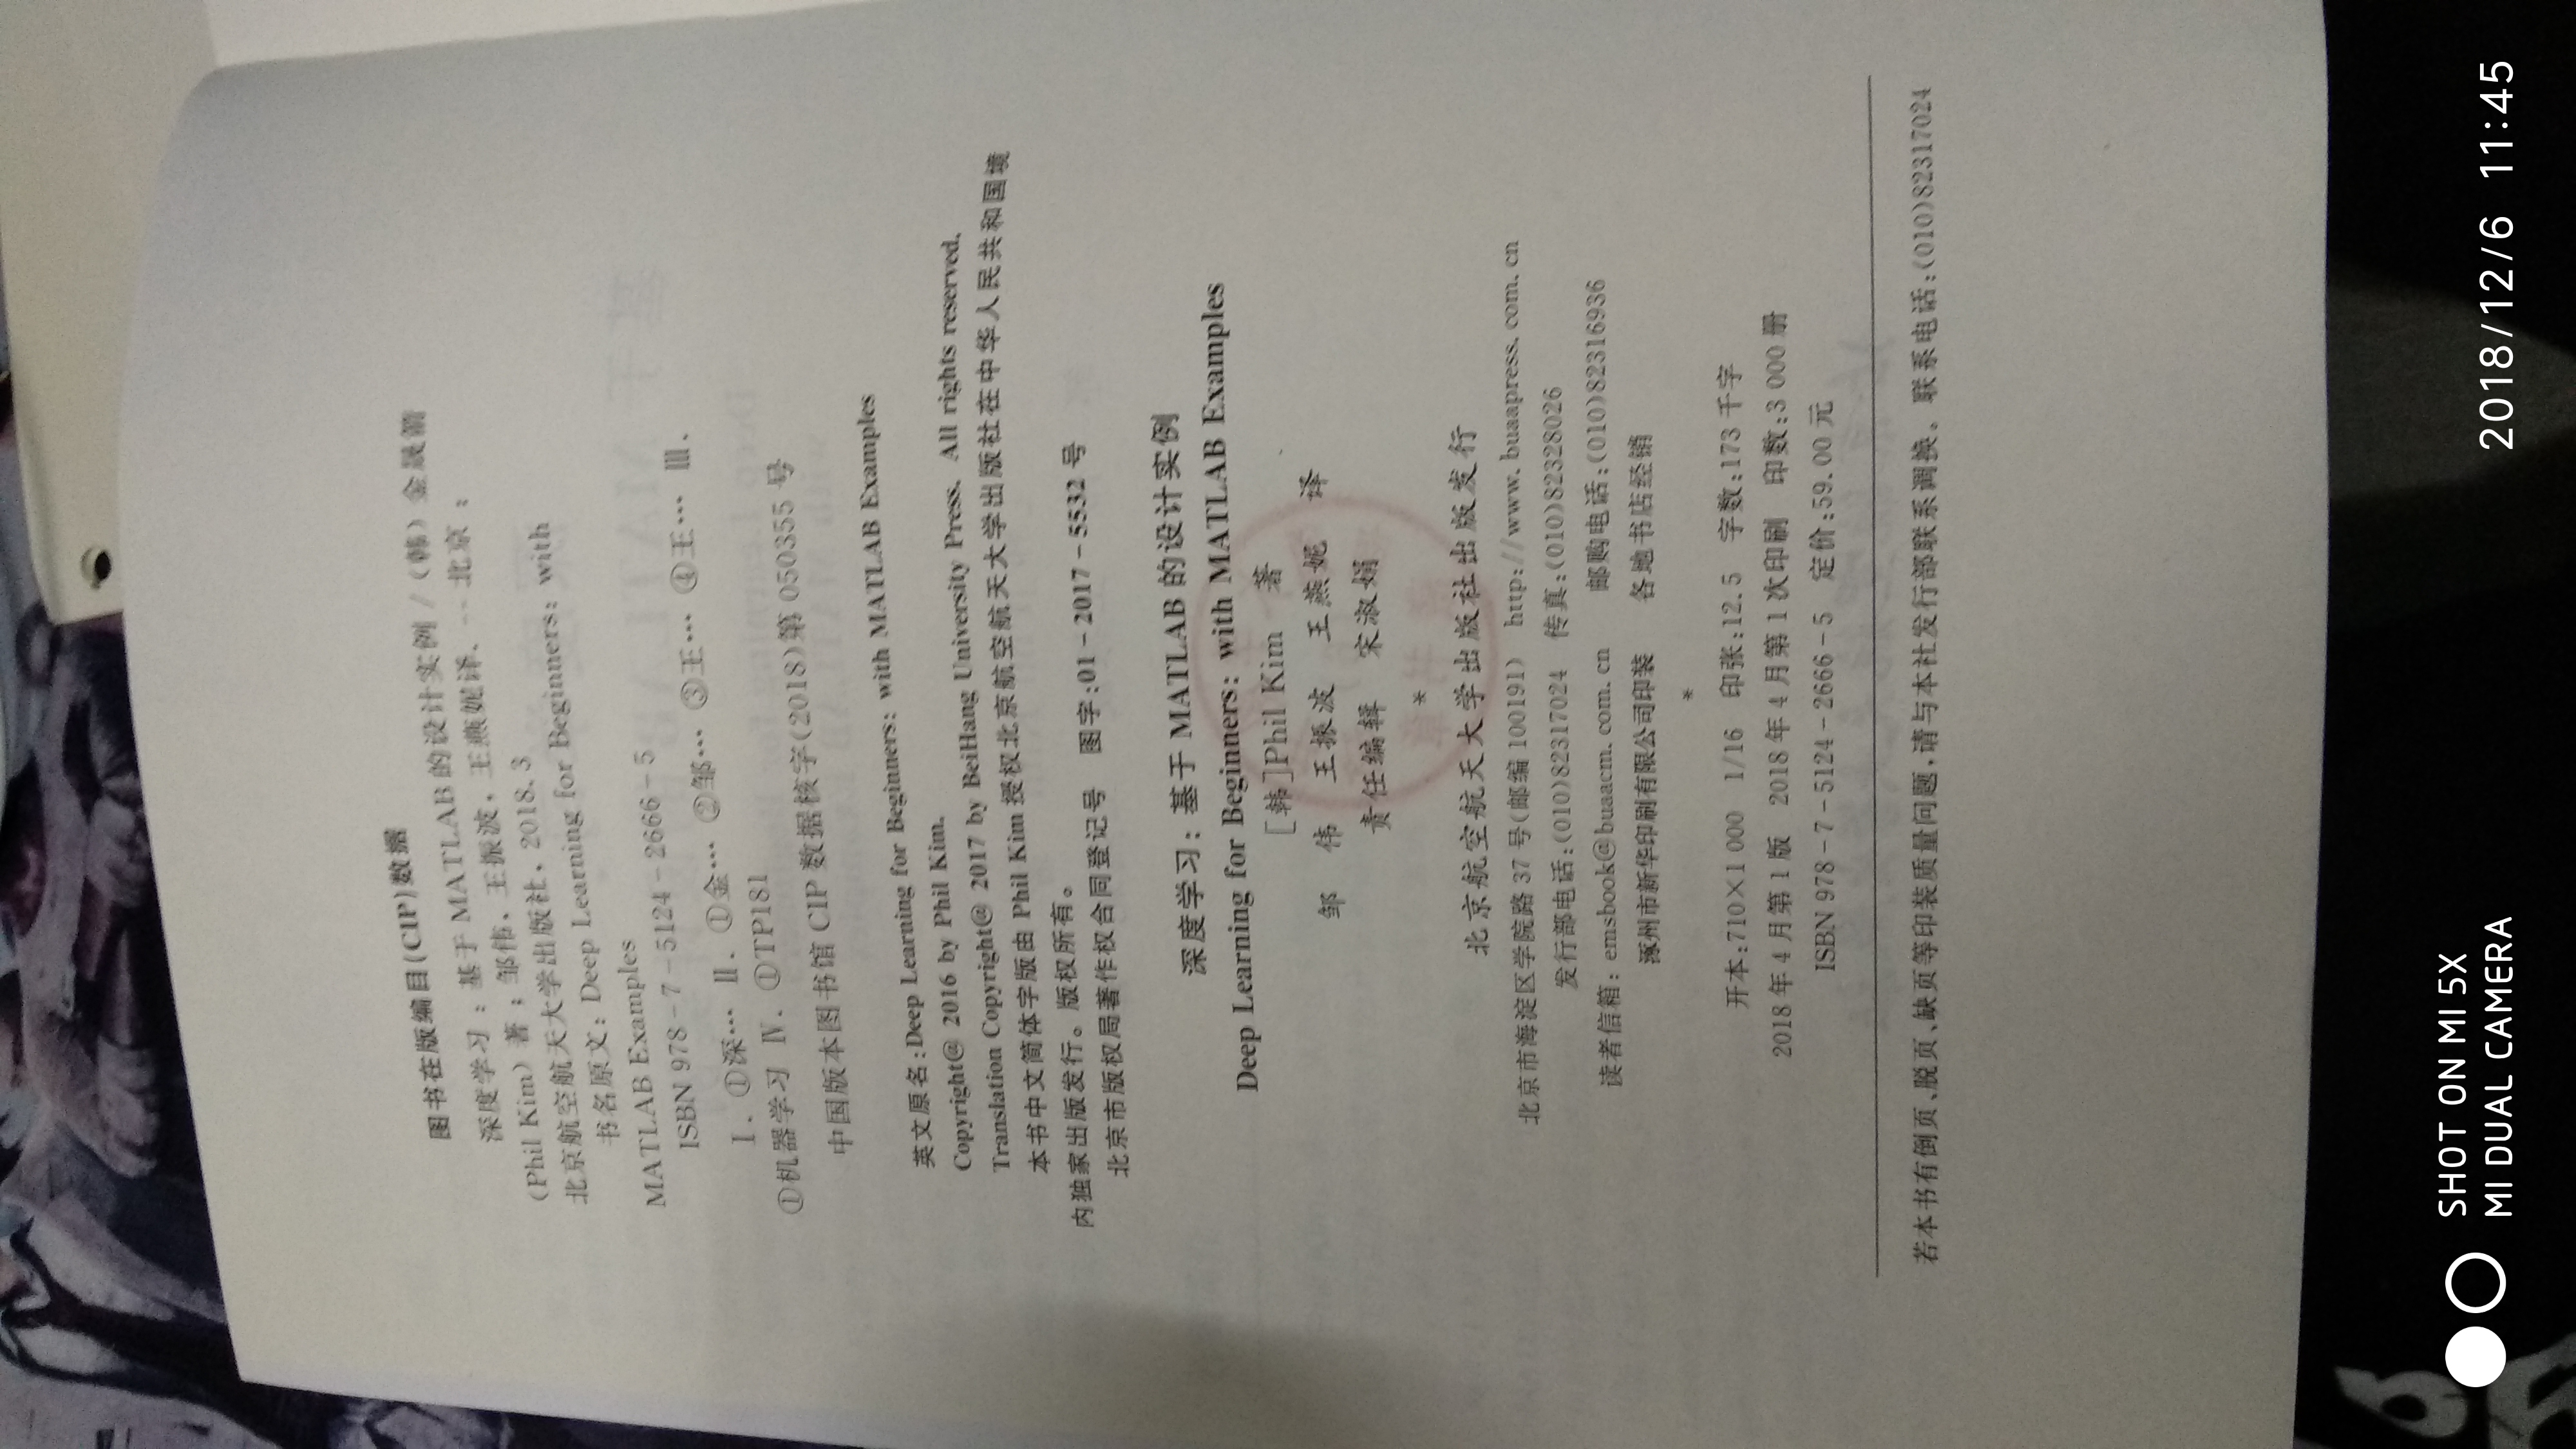 图书在版编目(CIP)数据
深度学习 : 基于 MATLAB 的设计实例 /（韩）金晟箭
（Phil Kim）著 ; 邹伟, 王振波, 王燕妮译. -- 北京 :
北京航空航天大学出版社, 2018.3
书名原文: Deep Learning for Beginners: with
MATLAB Examples
ISBN 978-7-5124-2666-5
Ⅰ. ①深… Ⅱ. ①金… ②邹… ③王… ④王… Ⅲ.
①机器学习 Ⅳ. ①TP181
中国版本图书馆 CIP 数据核字(2018)第 050355 号
英文原名:Deep Learning for Beginners: with MATLAB Examples
Copyright@ 2016 by Phil Kim.
Translation Copyright@ 2017 by BeiHang University Press. All rights reserved.
本书中文简体字版由 Phil Kim 授权北京航空航天大学出版社在中华人民共和国境
内独家出版发行。版权所有。
北京市版权局著作权合同登记号 图字:01-2017-5532 号
深度学习: 基于 MATLAB 的设计实例
Deep Learning for Beginners: with MATLAB Examples
[韩]Phil Kim 著
邹 伟 王振波 王燕妮 译
责任编辑 宋淑娟
*
北京航空航天大学出版社出版发行
北京市海淀区学院路 37 号(邮编 100191) http://www.buaapress.com.cn
发行部电话:(010)82317024 传真:(010)82328026
读者信箱: emsbook@buaacm.com.cn 邮购电话:(010)82316936
涿州市新华印刷有限公司印装 各地书店经销
*
开本:710×1 000 1/16 印张:12.5 字数:173 千字
2018 年 4 月第 1 版 2018 年 4 月第 1 次印刷 印数:3 000 册
ISBN 978-7-5124-2666-5 定价:59.00 元
若本书有倒页、脱页、缺页等印装质量问题,请与本社发行部联系调换。联系电话:(010)82317024
SHOT ON MI 5X
MI DUAL CAMERA
2018/12/6 11:45